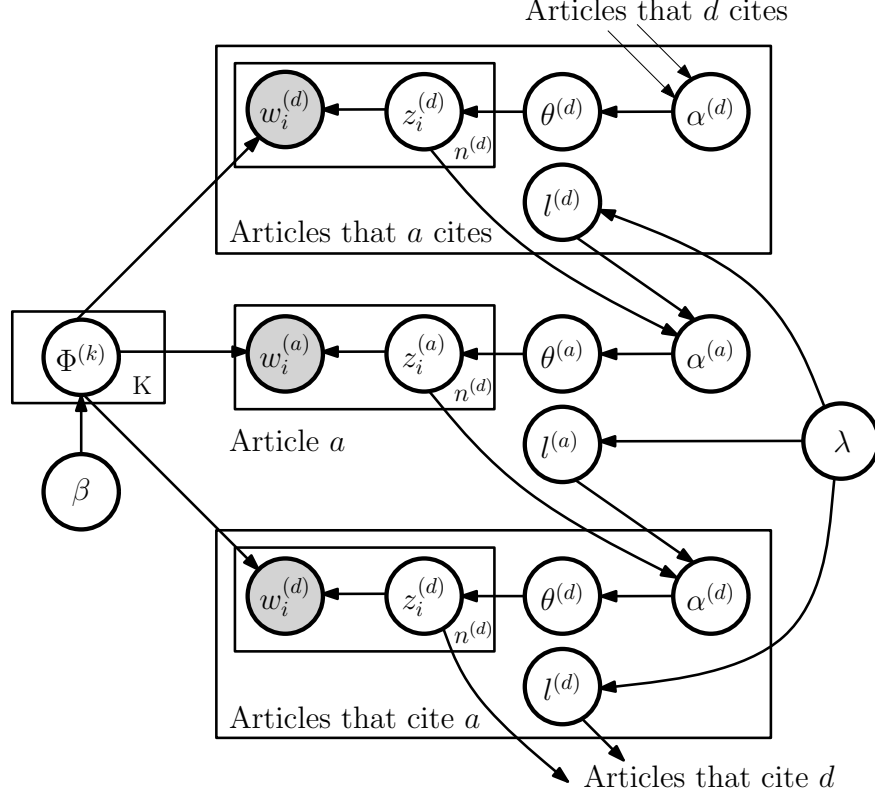 Articles that d cites
w_i^{(d)} z_i^{(d)} θ^{(d)} α^{(d)}
n^{(d)}
l^{(d)}
Articles that a cites
Φ^{(k)} w_i^{(a)} z_i^{(a)} θ^{(a)} α^{(a)}
K n^{(d)}
Article a l^{(a)} λ
β
w_i^{(d)} z_i^{(d)} θ^{(d)} α^{(d)}
n^{(d)}
l^{(d)}
Articles that cite a
Articles that cite d